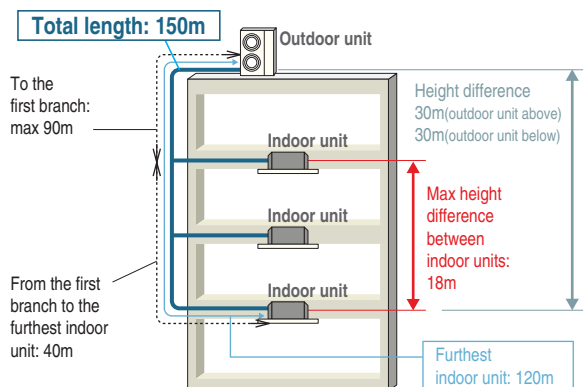 Total length: 150m
Outdoor unit
To the
first branch:
max 90m
Height difference
30m(outdoor unit above)
30m(outdoor unit below)
Indoor unit
Max height
difference
between
indoor units:
18m
Indoor unit
From the first
branch to the
furthest indoor
unit: 40m
Indoor unit
Furthest
indoor unit: 120m